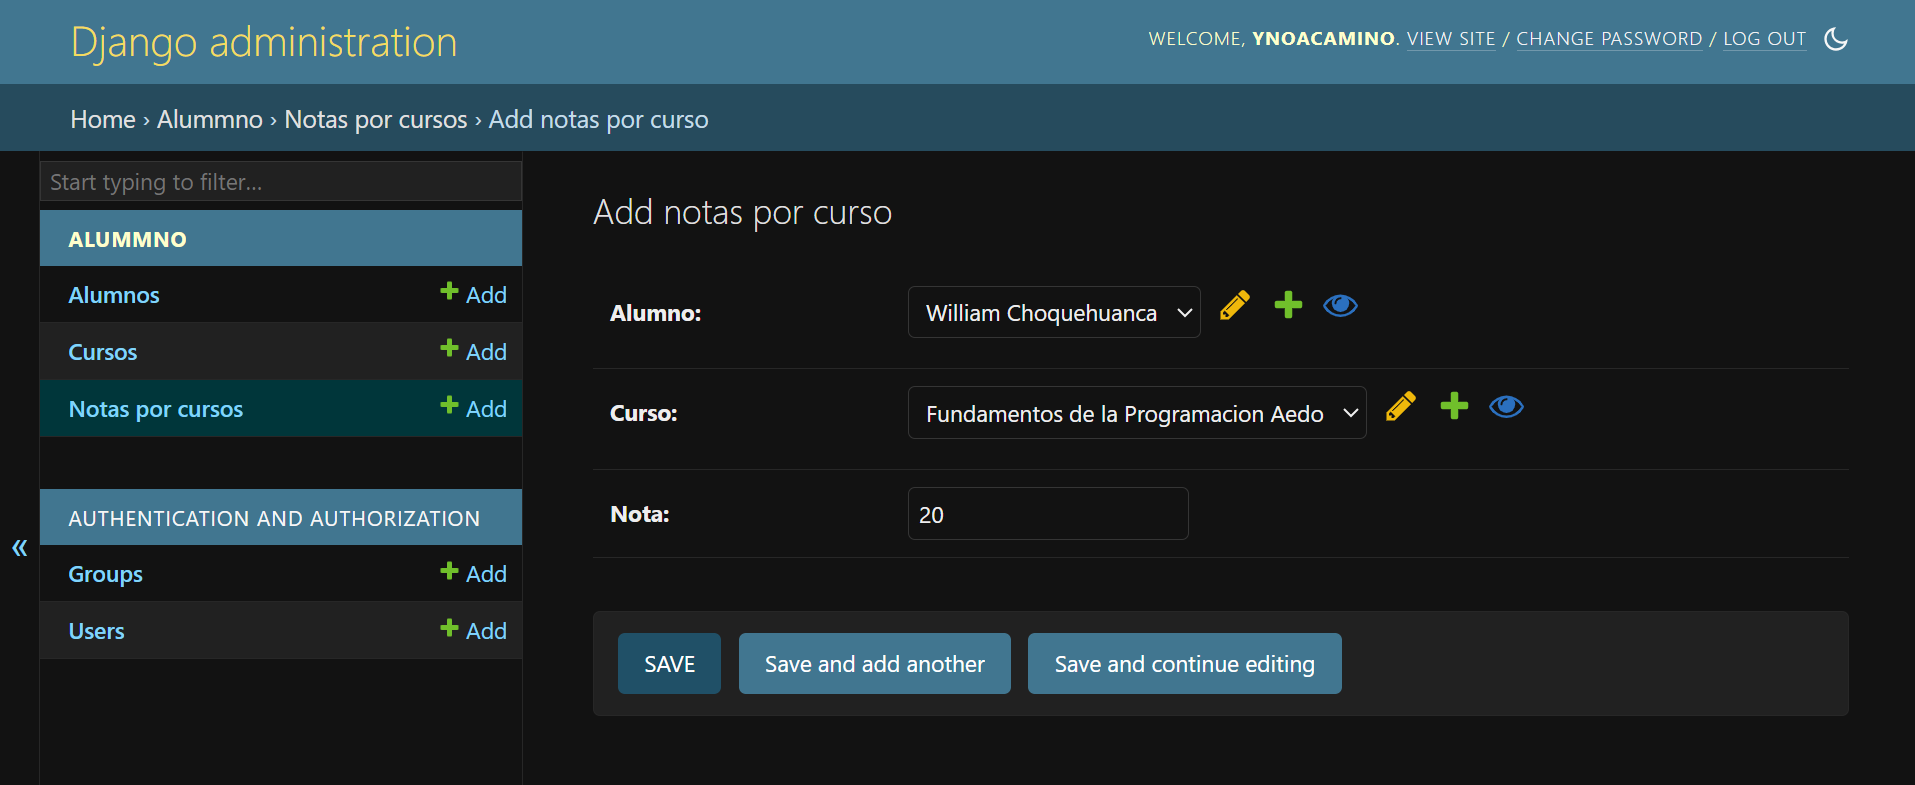 Django administration
WELCOME, YNOACAMINO. VIEW SITE / CHANGE PASSWORD / LOG OUT
Home › Alummno › Notas por cursos › Add notas por curso
Start typing to filter...
ALUMMNO
Alumnos Add
Cursos Add
Notas por cursos Add
AUTHENTICATION AND AUTHORIZATION
Groups Add
Users Add
«
Add notas por curso
Alumno: William Choquehuanca
Curso: Fundamentos de la Programacion Aedo
Nota: 20
SAVE Save and add another Save and continue editing